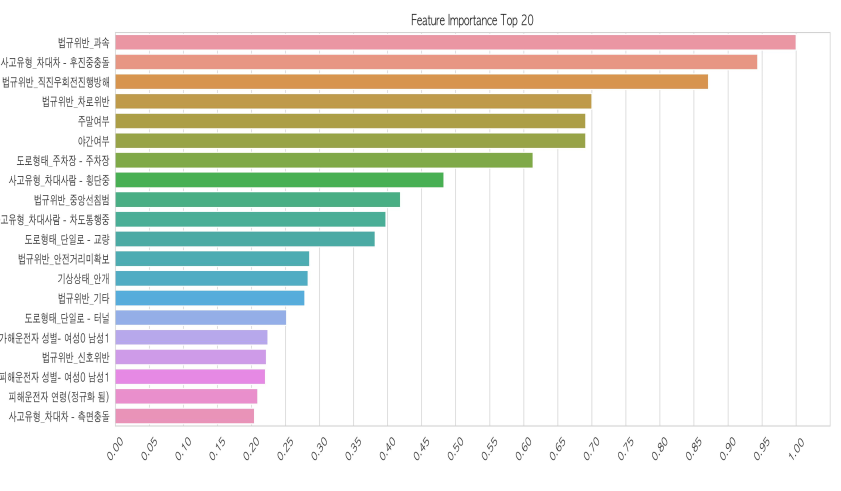 Feature Importance Top 20
법규위반_과속
사고유형_차대차 - 후진중충돌
법규위반_직진우회전진행방해
법규위반_차로위반
주말여부
야간여부
도로형태_주차장 - 주차장
사고유형_차대사람 - 횡단중
법규위반_중앙선침범
고유형_차대사람 - 차도통행중
도로형태_단일로 - 교량
법규위반_안전거리미확보
기상상태_안개
법규위반_기타
도로형태_단일로 - 터널
가해운전자 성별- 여성0 남성1
법규위반_신호위반
피해운전자 성별- 여성0 남성1
피해운전자 연령(정규화 됨)
사고유형_차대차 - 측면충돌
0.00 0.05 0.10 0.15 0.20 0.25 0.30 0.35 0.40 0.45 0.50 0.55 0.60 0.65 0.70 0.75 0.80 0.85 0.90 0.95 1.00